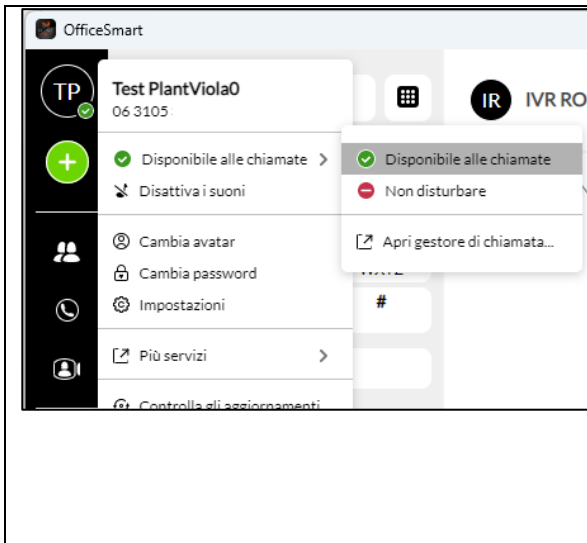 OfficeSmart
TP
Test PlantViola0
06 3105
IR
IVR RO
Disponibile alle chiamate
Disattiva i suoni
Disponibile alle chiamate
Non disturbare
Apri gestore di chiamata...
Cambia avatar
Cambia password
Impostazioni
#
Più servizi
Controlla gli aggiornamenti